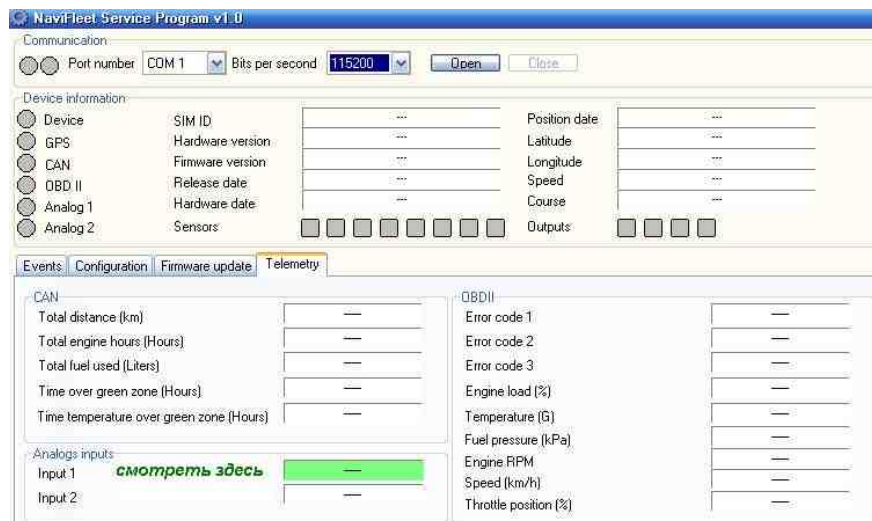 NaviFleet Service Program v1.0
Communication
Port number COM 1 Bits per second 115200 Open Close
Device information
Device SIM ID --- Position date ---
GPS Hardware version --- Latitude ---
CAN Firmware version --- Longitude ---
OBD II Release date --- Speed ---
Analog 1 Hardware date --- Course ---
Analog 2 Sensors Outputs
Events Configuration Firmware update Telemetry
CAN OBDII
Total distance (km) — Error code 1 —
Total engine hours (Hours) — Error code 2 —
Total fuel used (Liters) — Error code 3 —
Time over green zone (Hours) — Engine load (%) —
Time temperature over green zone (Hours) — Temperature (G) —
Fuel pressure (kPa) —
Analogs inputs
Input 1 смотреть здесь — Engine RPM —
Speed (km/h) —
Input 2 — Throttle position (%) —